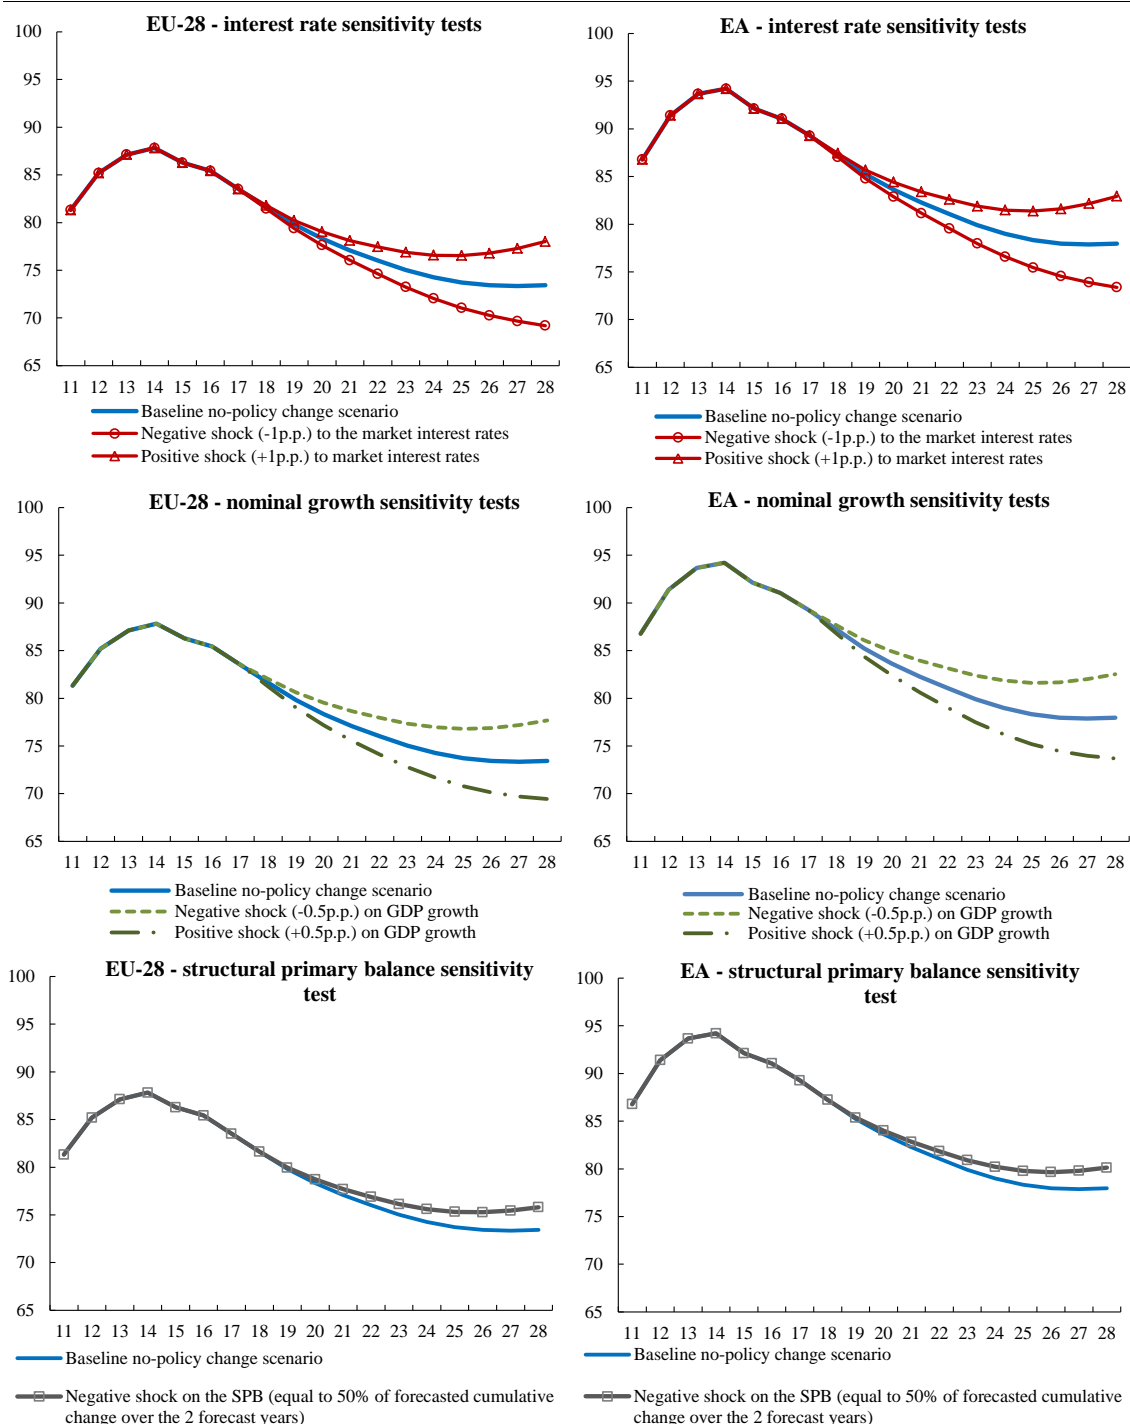 EU-28 - interest rate sensitivity tests
100
95
90
85
80
75
70
65
11 12 13 14 15 16 17 18 19 20 21 22 23 24 25 26 27 28
Baseline no-policy change scenario
Negative shock (-1p.p.) to the market interest rates
Positive shock (+1p.p.) to market interest rates
EA - interest rate sensitivity tests
100
95
90
85
80
75
70
65
11 12 13 14 15 16 17 18 19 20 21 22 23 24 25 26 27 28
Baseline no-policy change scenario
Negative shock (-1p.p.) to the market interest rates
Positive shock (+1p.p.) to market interest rates
EU-28 - nominal growth sensitivity tests
100
95
90
85
80
75
70
65
11 12 13 14 15 16 17 18 19 20 21 22 23 24 25 26 27 28
Baseline no-policy change scenario
Negative shock (-0.5p.p.) on GDP growth
Positive shock (+0.5p.p.) on GDP growth
EA - nominal growth sensitivity tests
100
95
90
85
80
75
70
65
11 12 13 14 15 16 17 18 19 20 21 22 23 24 25 26 27 28
Baseline no-policy change scenario
Negative shock (-0.5p.p.) on GDP growth
Positive shock (+0.5p.p.) on GDP growth
EU-28 - structural primary balance sensitivity
test
100
95
90
85
80
75
70
65
11 12 13 14 15 16 17 18 19 20 21 22 23 24 25 26 27 28
Baseline no-policy change scenario
Negative shock on the SPB (equal to 50% of forecasted cumulative
change over the 2 forecast years)
EA - structural primary balance sensitivity
test
100
95
90
85
80
75
70
65
11 12 13 14 15 16 17 18 19 20 21 22 23 24 25 26 27 28
Baseline no-policy change scenario
Negative shock on the SPB (equal to 50% of forecasted cumulative
change over the 2 forecast years)